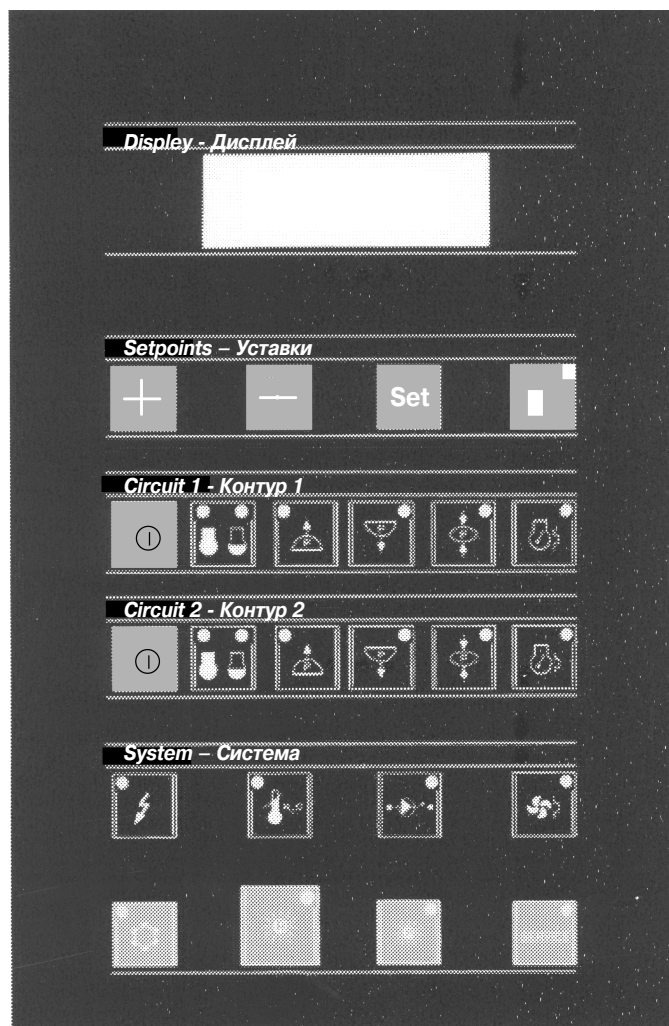 Displey - Дисплей
Setpoints – Уставки
Set
Circuit 1 - Контур 1
Circuit 2 - Контур 2
System – Система